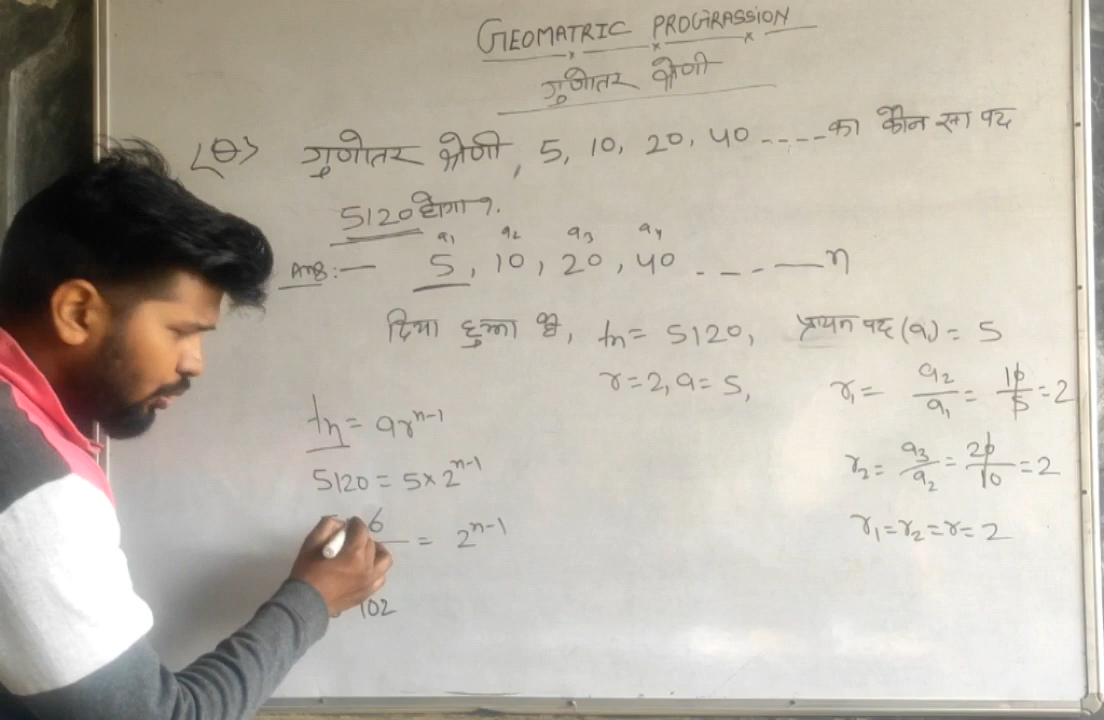 GEOMATRIC PROGRASSION
गुणोतर श्रेणी
<Q> गुणोतर श्रेणी, 5, 10, 20, 40 ---- का कौन सा पद
5120 होगा ?.
a₁ a₂ a₃ a₄
Ans:— 5, 10, 20, 40 ----— n
दिया हुआ है, tn = 5120, प्रथम पद (a) = 5
r=2, a= 5,
r₁= a₂/a₁ = 10/5 =2
tn = arⁿ⁻¹
5120 = 5×2ⁿ⁻¹
r₂= a₃/a₂ = 20/10 =2
= 2ⁿ⁻¹
r₁=r₂=r= 2
102